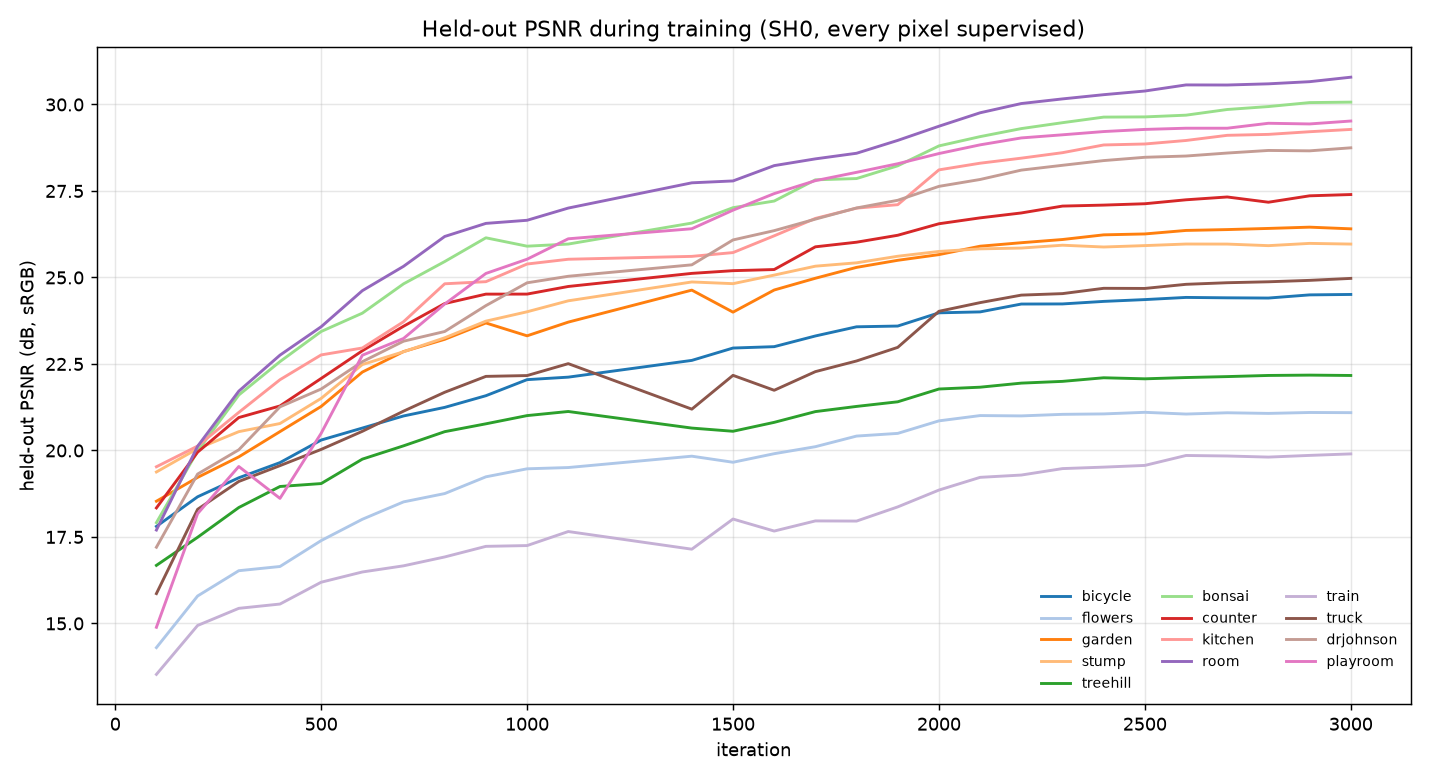 Held-out PSNR during training (SH0, every pixel supervised)
held-out PSNR (dB, sRGB)
30.0
27.5
25.0
22.5
20.0
17.5
15.0
0 500 1000 1500 2000 2500 3000
iteration
bicycle bonsai train
flowers counter truck
garden kitchen drjohnson
stump room playroom
treehill